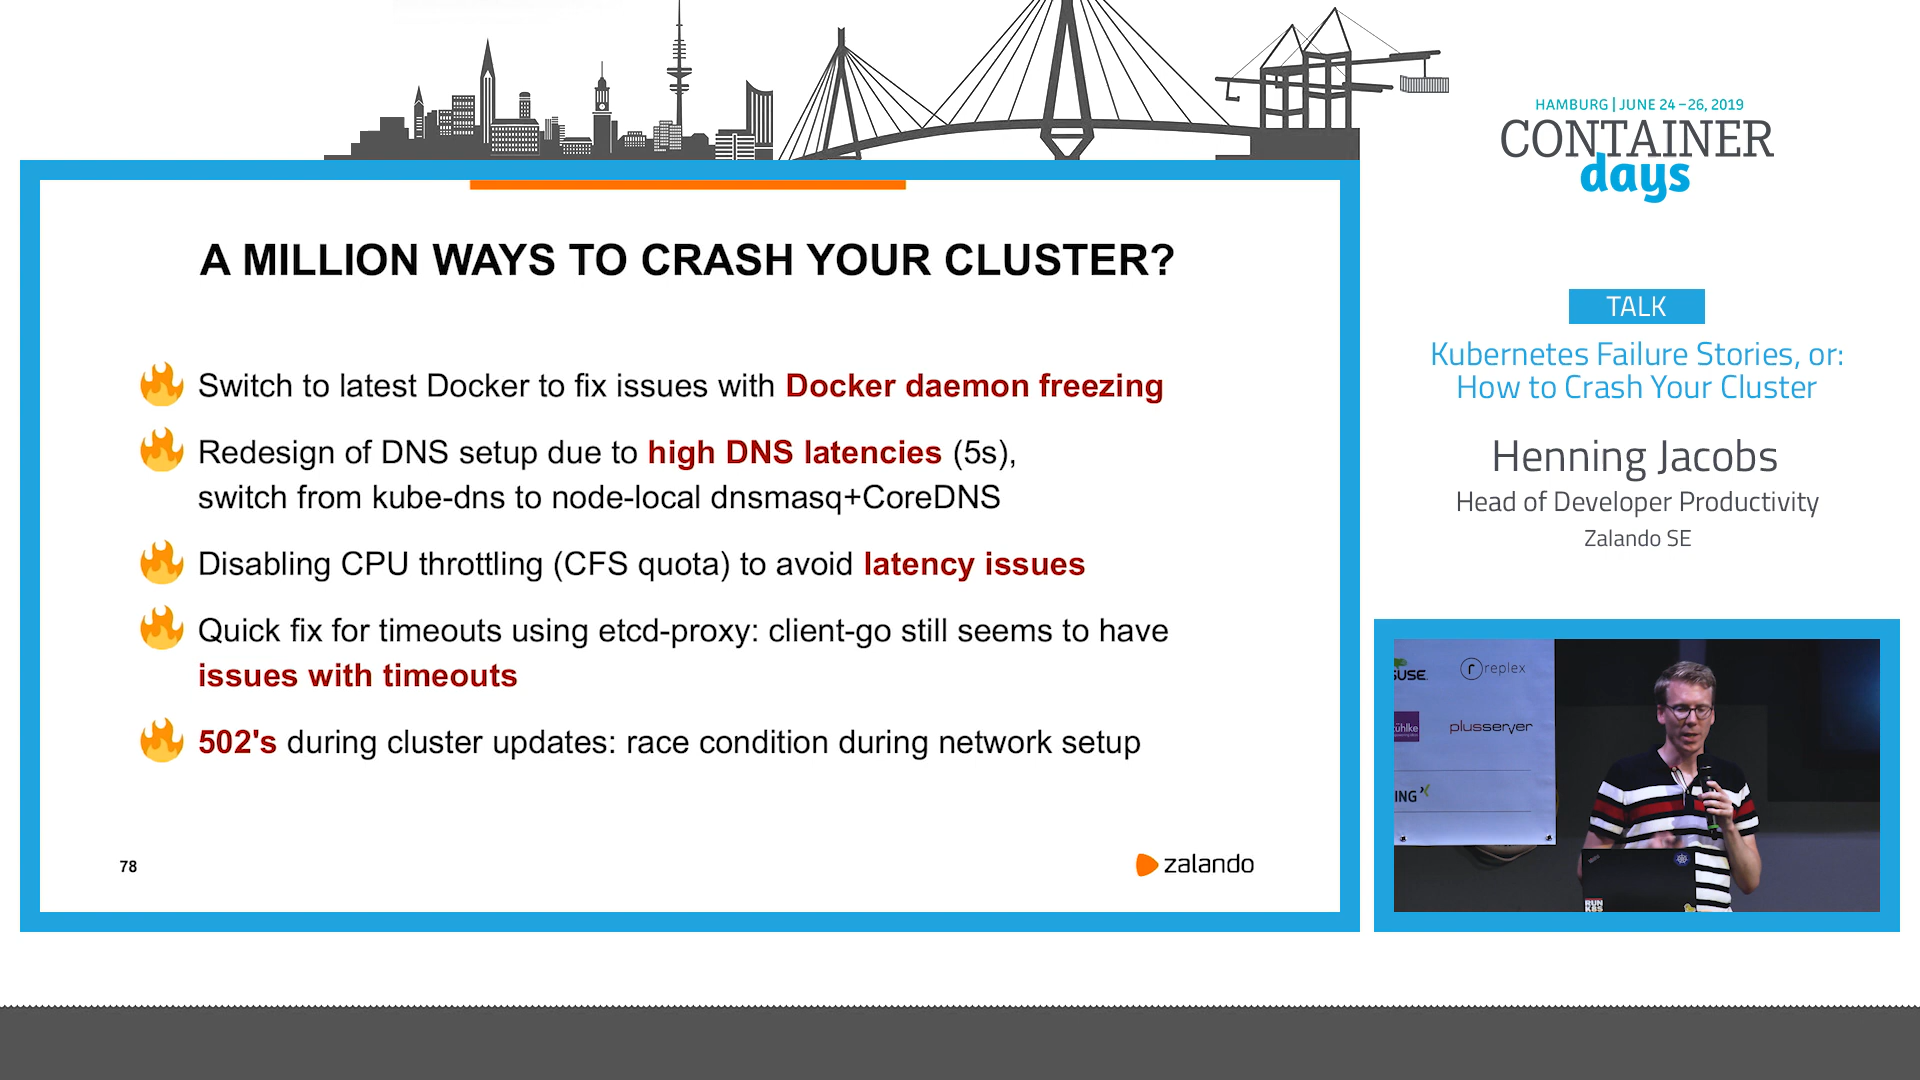 HAMBURG | JUNE 24 – 26, 2019
CONTAINER
days
A MILLION WAYS TO CRASH YOUR CLUSTER?
Switch to latest Docker to fix issues with Docker daemon freezing
Redesign of DNS setup due to high DNS latencies (5s),
switch from kube-dns to node-local dnsmasq+CoreDNS
Disabling CPU throttling (CFS quota) to avoid latency issues
Quick fix for timeouts using etcd-proxy: client-go still seems to have
issues with timeouts
502's during cluster updates: race condition during network setup
78
zalando
TALK
Kubernetes Failure Stories, or:
How to Crash Your Cluster
Henning Jacobs
Head of Developer Productivity
Zalando SE
SUSE
r replex
ühlke
plusserver
ING
RUN
K8S